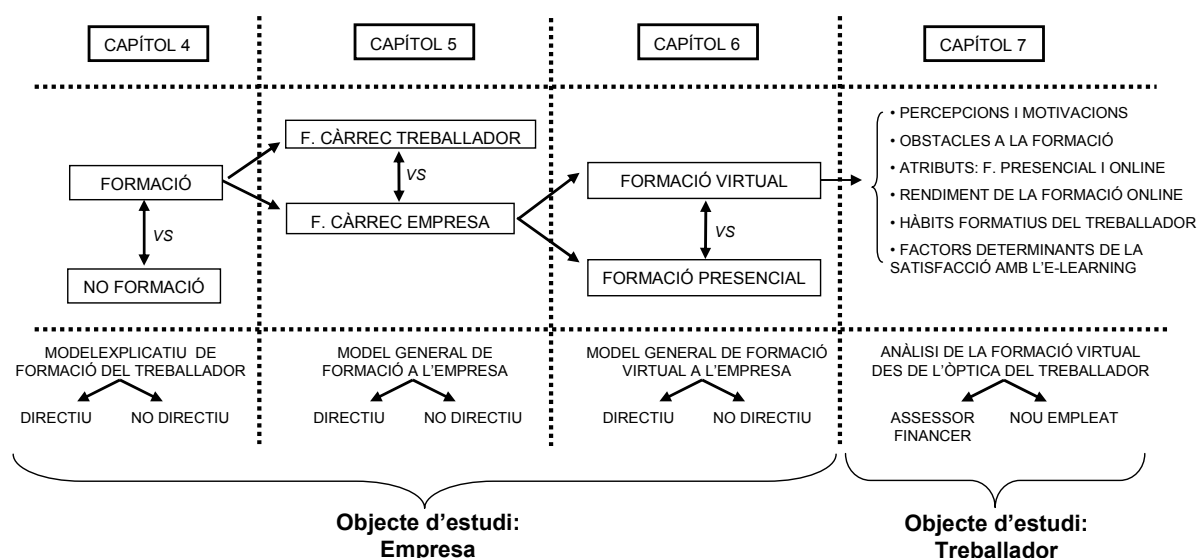 CAPÍTOL 4
CAPÍTOL 5
CAPÍTOL 6
CAPÍTOL 7
FORMACIÓ
VS
NO FORMACIÓ
F. CÀRREC TREBALLADOR
VS
F. CÀRREC EMPRESA
FORMACIÓ VIRTUAL
VS
FORMACIÓ PRESENCIAL
• PERCEPCIONS I MOTIVACIONS
• OBSTACLES A LA FORMACIÓ
• ATRIBUTS: F. PRESENCIAL I ONLINE
• RENDIMENT DE LA FORMACIÓ ONLINE
• HÀBITS FORMATIUS DEL TREBALLADOR
• FACTORS DETERMINANTS DE LA
SATISFACCIÓ AMB L'E-LEARNING
MODELEXPLICATIU DE
FORMACIÓ DEL TREBALLADOR
DIRECTIU
NO DIRECTIU
MODEL GENERAL DE
FORMACIÓ A L'EMPRESA
DIRECTIU
NO DIRECTIU
MODEL GENERAL DE FORMACIÓ
VIRTUAL A L'EMPRESA
DIRECTIU
NO DIRECTIU
ANÀLISI DE LA FORMACIÓ VIRTUAL
DES DE L'ÒPTICA DEL TREBALLADOR
ASSESSOR
FINANCER
NOU EMPLEAT
Objecte d'estudi:
Empresa
Objecte d'estudi:
Treballador